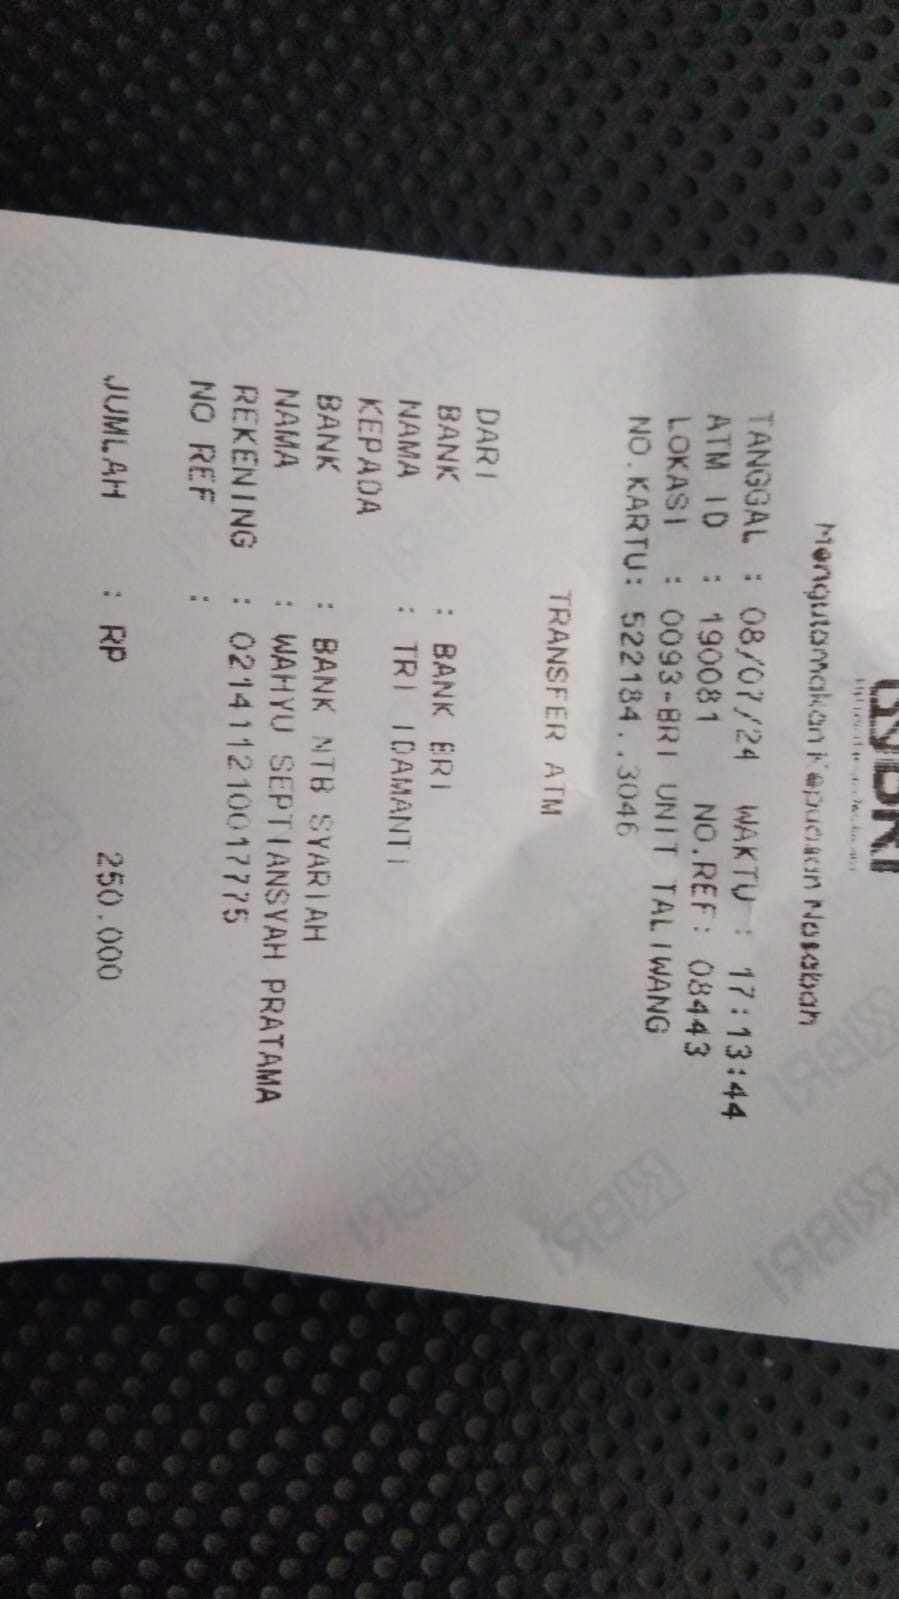 BRI
Mengutamakan Kepuasan Nasabah
TANGGAL : 08/07/24 WAKTU : 17:13:44
ATM ID : 190081 NO.REF: 08443
LOKASI : 0093-BRI UNIT TALIWANG
NO.KARTU: 522184..3046
TRANSFER ATM
DARI
BANK : BANK BRI
NAMA : TRI IDAMANTI
KEPADA
BANK : BANK NTB SYARIAH
NAMA : WAHYU SEPTIANSYAH PRATAMA
REKENING : 021411210017775
NO REF :
JUMLAH : RP 250.000